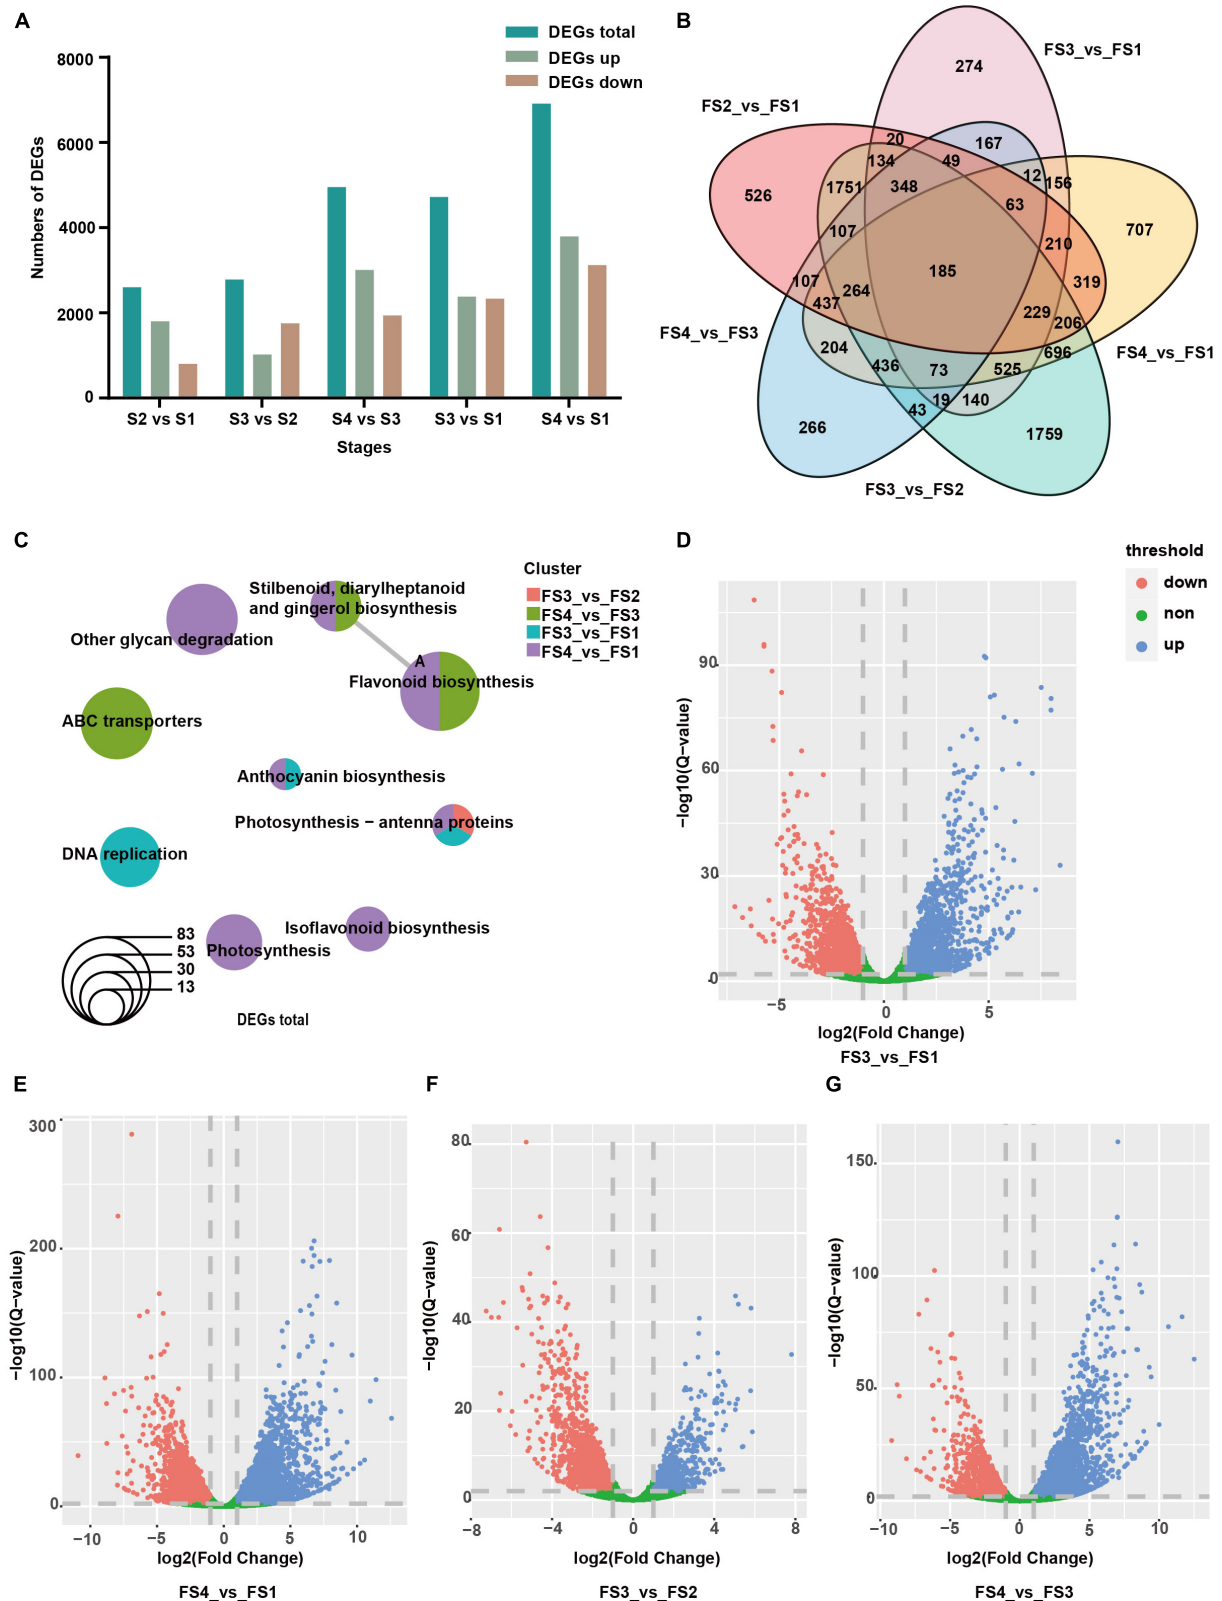 A
DEGs total
DEGs up
DEGs down
8000
6000
4000
2000
0
Numbers of DEGs
S2 vs S1
S3 vs S2
S4 vs S3
S3 vs S1
S4 vs S1
Stages
B
FS3_vs_FS1
FS2_vs_FS1
FS4_vs_FS3
FS4_vs_FS1
FS3_vs_FS2
274
20
167
134
49
12
156
526
1751
348
63
707
107
210
185
107
264
319
437
229
206
204
696
436
73
525
43
19
140
266
1759
C
Stilbenoid, diarylheptanoid
and gingerol biosynthesis
Other glycan degradation
A
Flavonoid biosynthesis
ABC transporters
Anthocyanin biosynthesis
Photosynthesis − antenna proteins
DNA replication
Isoflavonoid biosynthesis
Photosynthesis
83
53
30
13
DEGs total
Cluster
FS3_vs_FS2
FS4_vs_FS3
FS3_vs_FS1
FS4_vs_FS1
D
threshold
down
non
up
90
60
30
0
−log10(Q−value)
−5
0
5
log2(Fold Change)
FS3_vs_FS1
E
300
200
100
0
−log10(Q−value)
−10
−5
0
5
10
log2(Fold Change)
FS4_vs_FS1
F
80
60
40
20
0
−log10(Q−value)
−8
−4
0
4
8
log2(Fold Change)
FS3_vs_FS2
G
150
100
50
0
−log10(Q−value)
−10
−5
0
5
10
log2(Fold Change)
FS4_vs_FS3